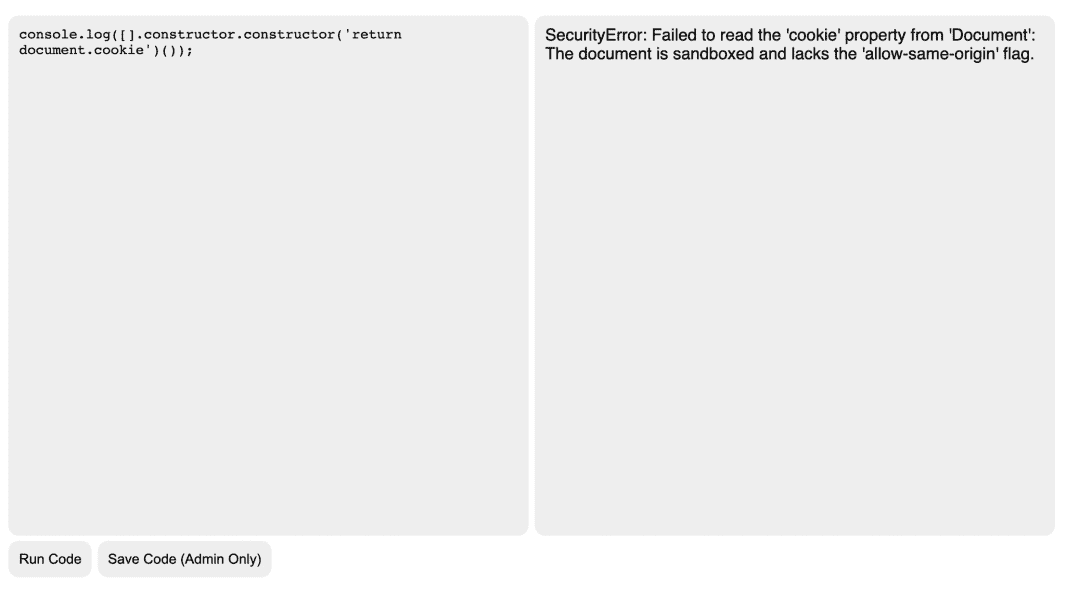 console.log([].constructor.constructor('return
document.cookie')());
SecurityError: Failed to read the 'cookie' property from 'Document':
The document is sandboxed and lacks the 'allow-same-origin' flag.
Run Code
Save Code (Admin Only)